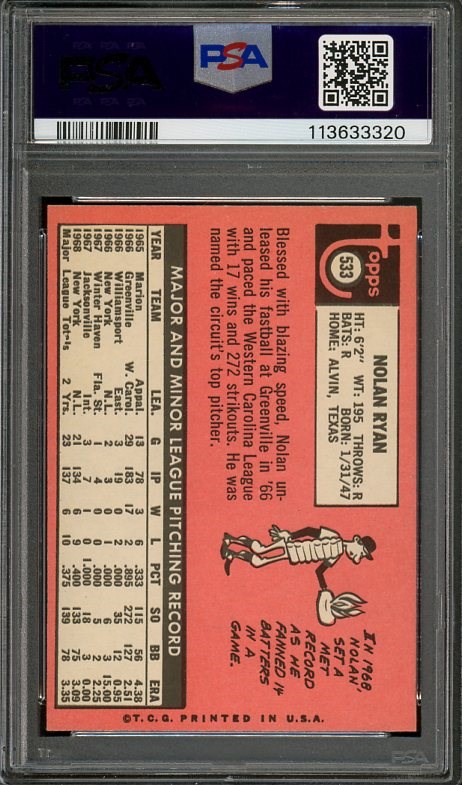 PSA
113633320
topps
533
NOLAN RYAN
HT: 6'2" WT: 195 THROWS: R
BATS: R BORN: 1/31/47
HOME: ALVIN, TEXAS
Blessed with blazing speed, Nolan un-
leased his fastball at Greenville in '66
and paced the Western Carolina League
with 17 wins and 272 strikouts. He was
named the circuit's top pitcher.
IN 1968,
NOLAN
SET A
MET
RECORD
AS HE
FANNED 14
BATTERS
IN A
GAME.
MAJOR AND MINOR LEAGUE PITCHING RECORD
YEAR TEAM LEA. G IP W L PCT SO BB ERA
1965 Marion Appal. 13 78 3 6 .333 115 56 4.38
1966 Greenville W. Carol. 29 183 17 2 .895 272 127 2.51
1966 Williamsport East. 3 19 0 2 .000 35 12 0.95
1966 New York N.L. 2 3 0 1 .000 6 3 15.00
1967 Winter Haven Fla. St. 1 4 0 0 .000 5 2 2.25
1967 Jacksonville Int. 3 7 1 0 1.000 18 3 0.00
1968 New York N.L. 21 134 6 9 .400 133 75 3.09
Major League Tot-ls 2 Yrs. 23 137 6 10 .375 139 78 3.35
©T.C.G. PRINTED IN U.S.A.
PSA